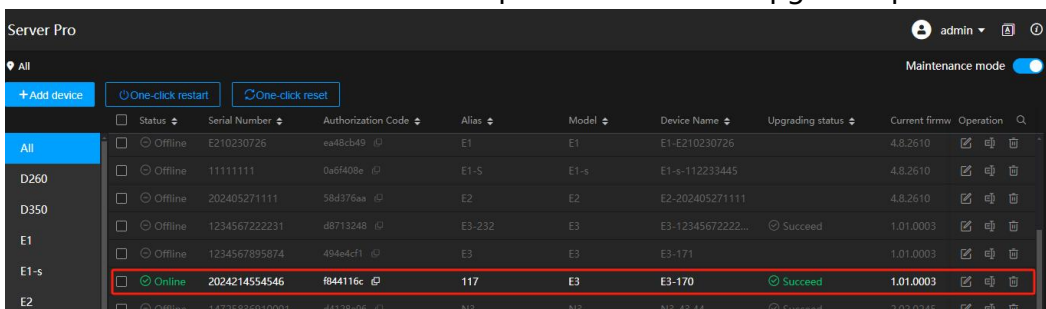 Server Pro admin
All Maintenance mode
+Add device One-click restart One-click reset
Status Serial Number Authorization Code Alias Model Device Name Upgrading status Current firmw Operation
All Offline E210230726 ea48cb49 E1 E1 E1-E210230726 4.8.2610
Offline 11111111 0a6f408e E1-S E1-s E1-s-112233445 4.8.2610
D260
Offline 202405271111 58d376aa E2 E2 E2-202405271111 4.8.2610
D350
Offline 1234567222231 d8713248 E3-232 E3 E3-12345672222... Succeed 1.01.0003
E1
Offline 1234567895874 494e4cf1 E3 E3 E3-171 1.01.0003
E1-s
Online 2024214554546 f844116c 117 E3 E3-170 Succeed 1.01.0003
E2